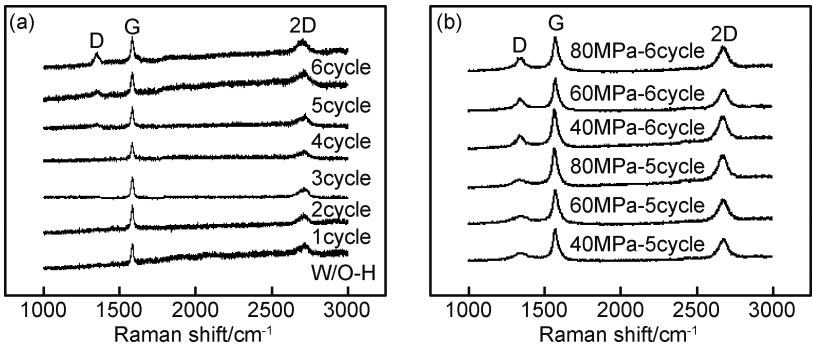 (a)
D
G
2D
6cycle
5cycle
4cycle
3cycle
2cycle
1cycle
W/O-H
1000 1500 2000 2500 3000
Raman shift/cm-1
(b)
D
G
2D
80MPa-6cycle
60MPa-6cycle
40MPa-6cycle
80MPa-5cycle
60MPa-5cycle
40MPa-5cycle
1000 1500 2000 2500 3000
Raman shift/cm-1